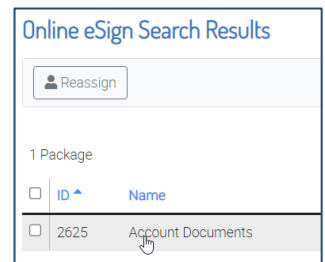 Online eSign Search Results
Reassign
1 Package
ID Name
2625 Account Documents